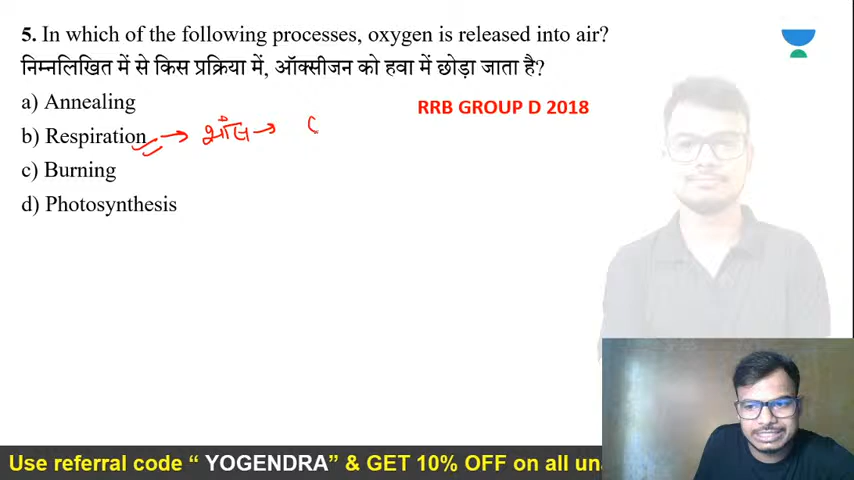 5. In which of the following processes, oxygen is released into air?
निम्नलिखित में से किस प्रक्रिया में, ऑक्सीजन को हवा में छोड़ा जाता है?
a) Annealing
RRB GROUP D 2018
b) Respiration → →
c) Burning
d) Photosynthesis
Use referral code “ YOGENDRA” & GET 10% OFF on all una